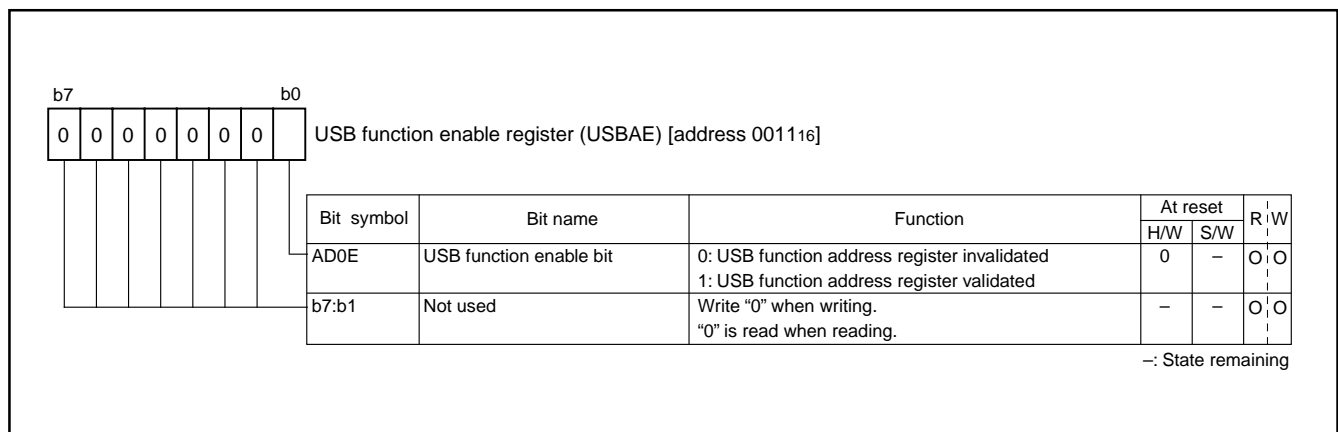 b7 b0
0 0 0 0 0 0 0 USB function enable register (USBAE) [address 001116]
Bit symbol Bit name Function At reset R W
H/W S/W
AD0E USB function enable bit 0: USB function address register invalidated 0 – O O
1: USB function address register validated
b7:b1 Not used Write “0” when writing. – – O O
“0” is read when reading.
–: State remaining